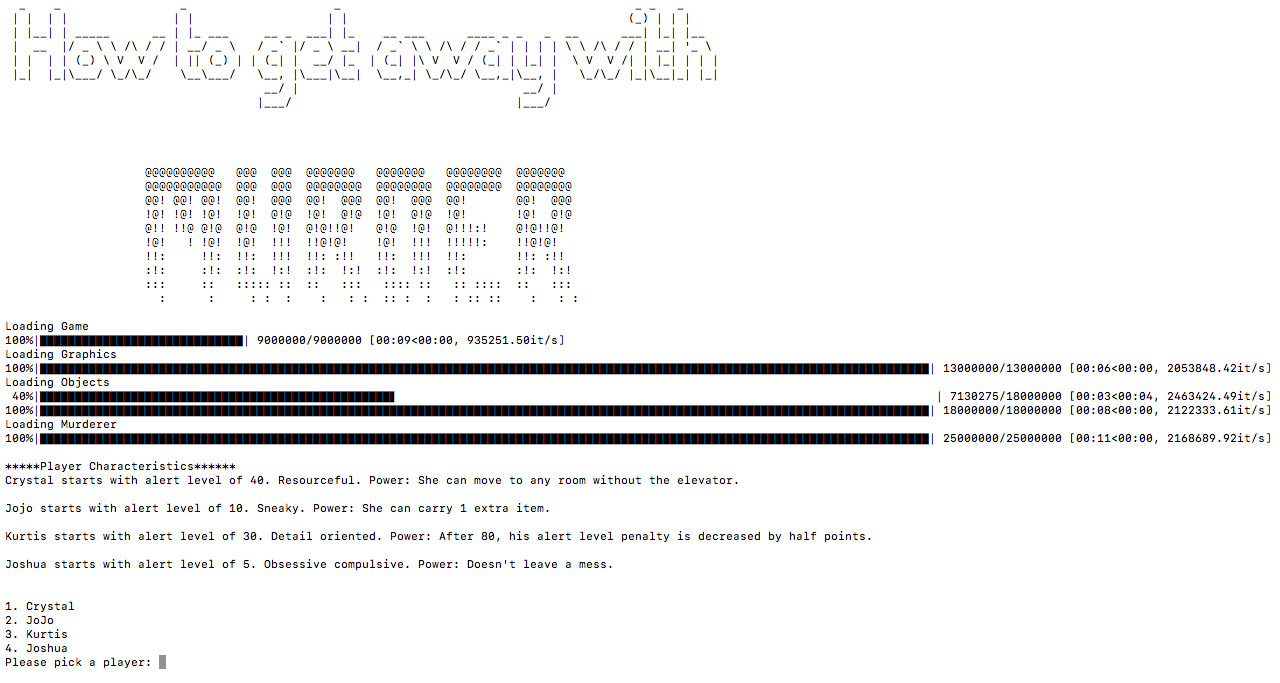 How to get away with
MURDER
Loading Game
100%| | 9000000/9000000 [00:09<00:00, 935251.50it/s]
Loading Graphics
100%| | 13000000/13000000 [00:06<00:00, 2053848.42it/s]
Loading Objects
40%| | 7130275/18000000 [00:03<00:04, 2463424.49it/s]
100%| | 18000000/18000000 [00:08<00:00, 2122333.61it/s]
Loading Murderer
100%| | 25000000/25000000 [00:11<00:00, 2168689.92it/s]
*****Player Characteristics******
Crystal starts with alert level of 40. Resourceful. Power: She can move to any room without the elevator.
Jojo starts with alert level of 10. Sneaky. Power: She can carry 1 extra item.
Kurtis starts with alert level of 30. Detail oriented. Power: After 80, his alert level penalty is decreased by half points.
Joshua starts with alert level of 5. Obsessive compulsive. Power: Doesn't leave a mess.
1. Crystal
2. JoJo
3. Kurtis
4. Joshua
Please pick a player: